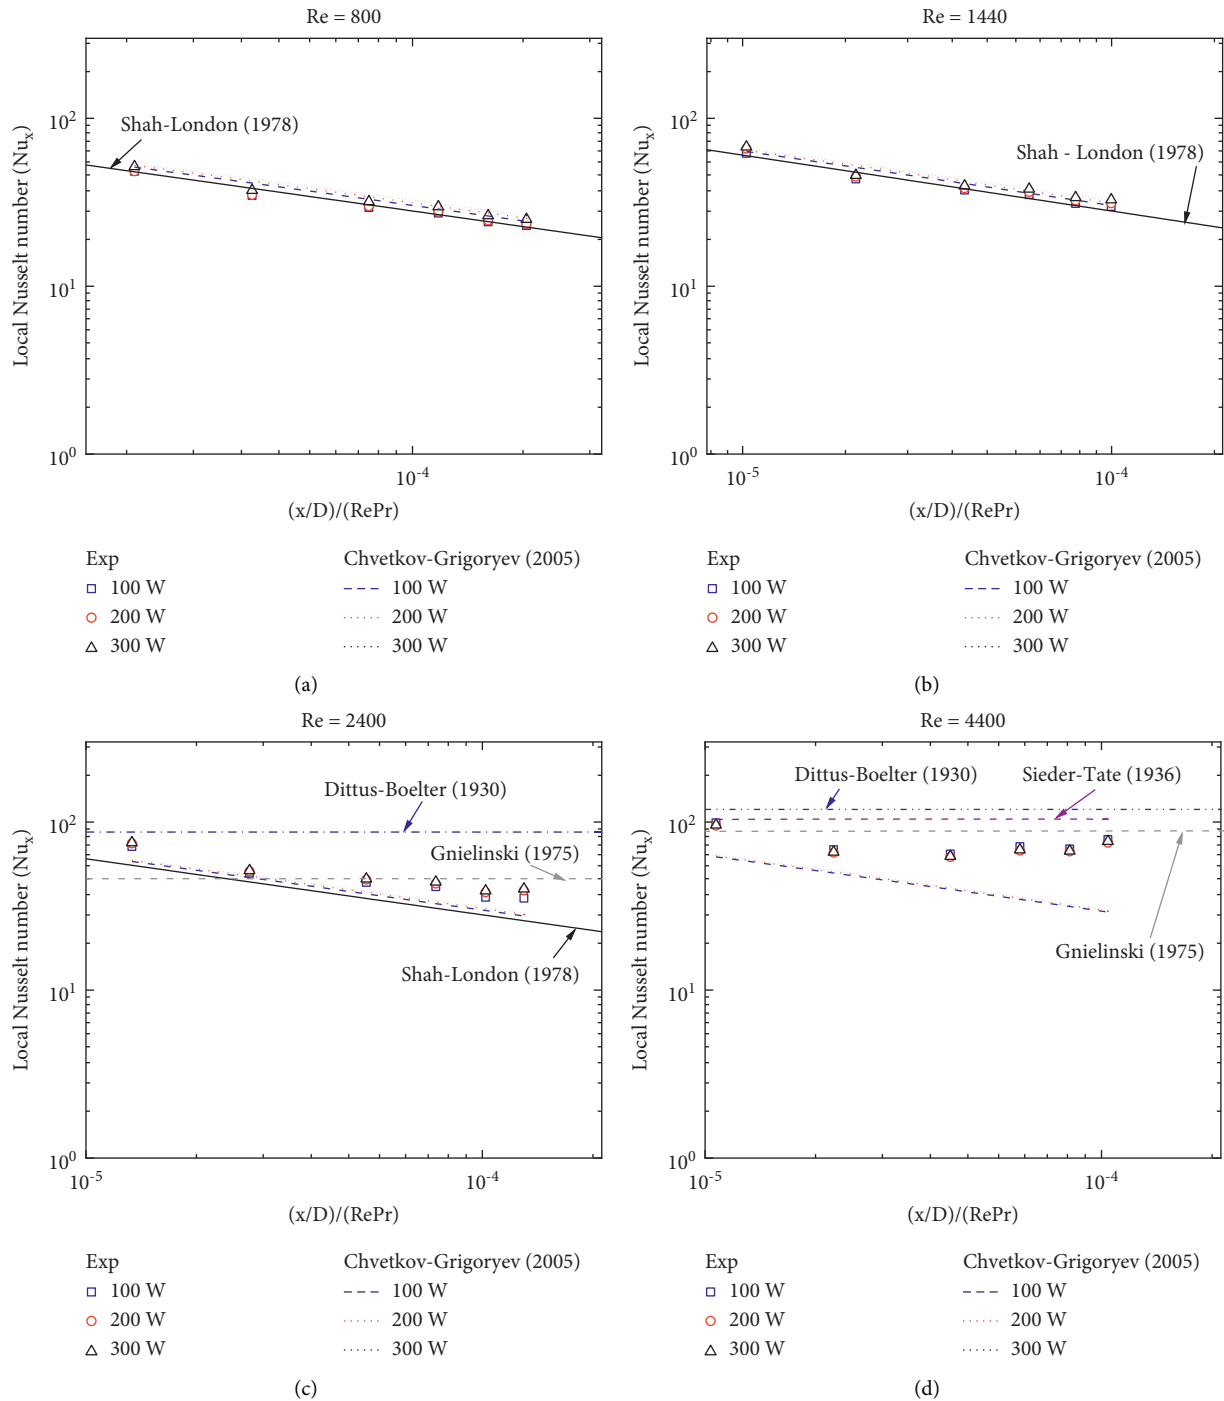 Re = 800
Local Nusselt number (Nu_x)
10^2
10^1
10^0
Shah-London (1978)
10^-4
(x/D)/(RePr)
Exp
100 W
200 W
300 W
Chvetkov-Grigoryev (2005)
100 W
200 W
300 W
(a)
Re = 1440
Local Nusselt number (Nu_x)
10^2
10^1
10^0
Shah - London (1978)
10^-5
10^-4
(x/D)/(RePr)
Exp
100 W
200 W
300 W
Chvetkov-Grigoryev (2005)
100 W
200 W
300 W
(b)
Re = 2400
Local Nusselt number (Nu_x)
10^2
10^1
10^0
Dittus-Boelter (1930)
Gnielinski (1975)
Shah-London (1978)
10^-5
10^-4
(x/D)/(RePr)
Exp
100 W
200 W
300 W
Chvetkov-Grigoryev (2005)
100 W
200 W
300 W
(c)
Re = 4400
Local Nusselt number (Nu_x)
10^2
10^1
10^0
Dittus-Boelter (1930)
Sieder-Tate (1936)
Gnielinski (1975)
10^-5
10^-4
(x/D)/(RePr)
Exp
100 W
200 W
300 W
Chvetkov-Grigoryev (2005)
100 W
200 W
300 W
(d)